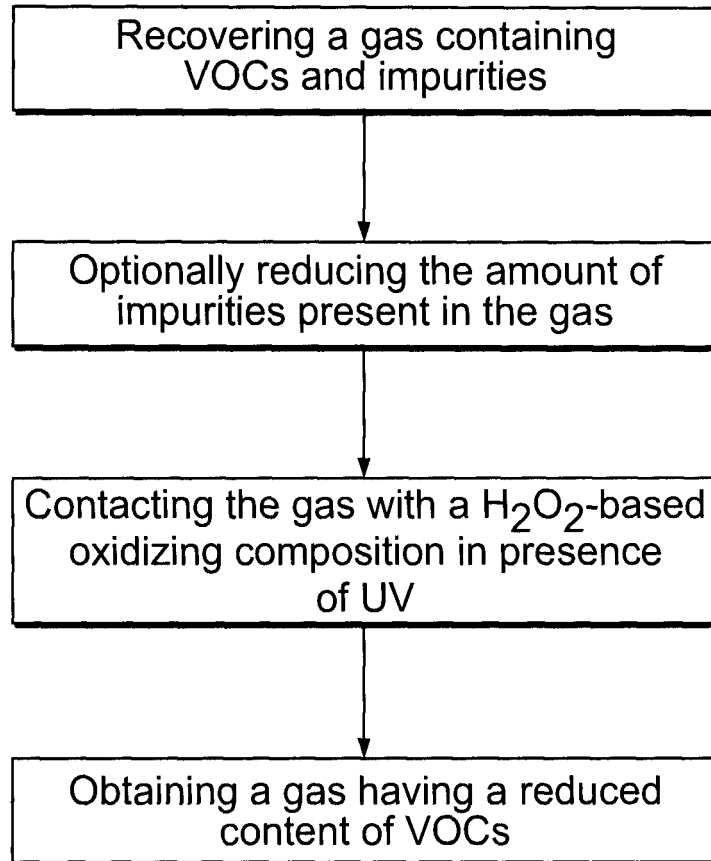 Recovering a gas containing
VOCs and impurities
Optionally reducing the amount of
impurities present in the gas
Contacting the gas with a H₂O₂-based
oxidizing composition in presence
of UV
Obtaining a gas having a reduced
content of VOCs